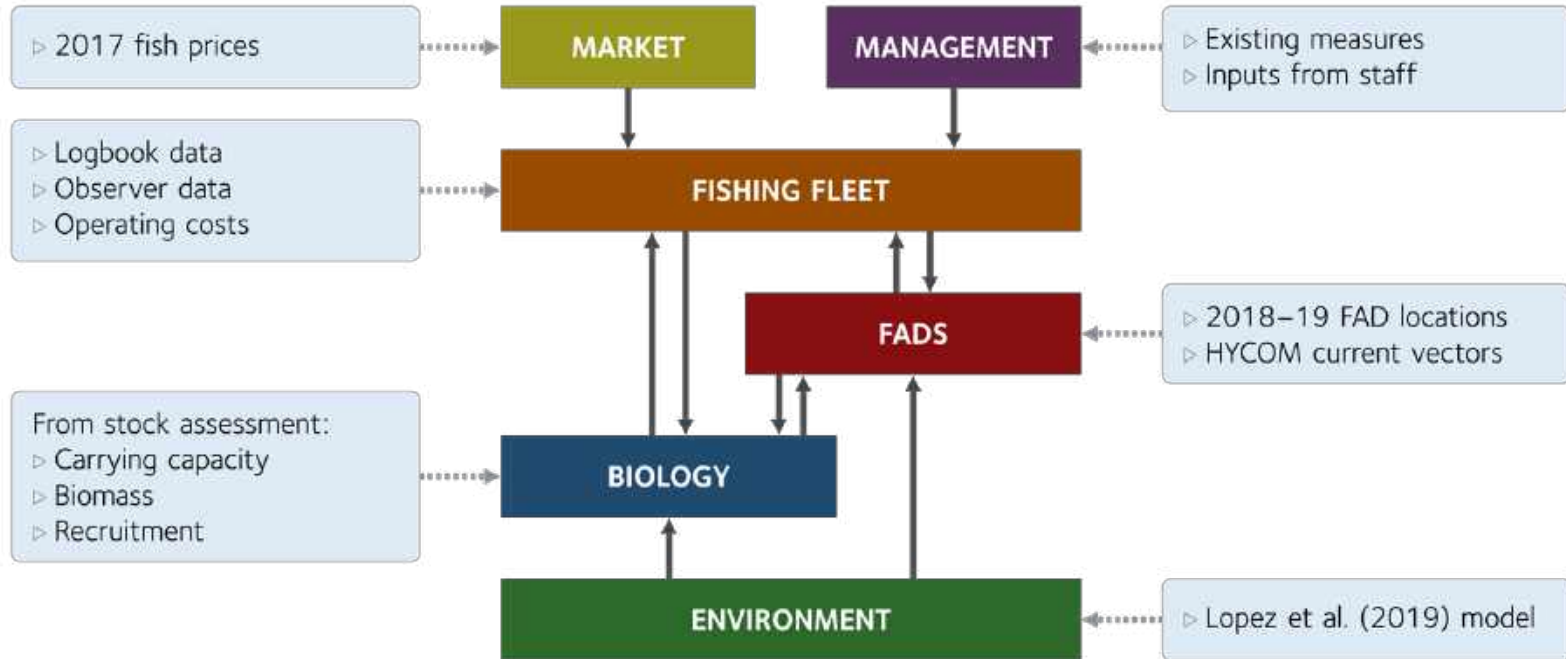 ▷ 2017 fish prices
MARKET
MANAGEMENT
▷ Existing measures
▷ Inputs from staff
▷ Logbook data
▷ Observer data
▷ Operating costs
FISHING FLEET
FADS
▷ 2018–19 FAD locations
▷ HYCOM current vectors
From stock assessment:
▷ Carrying capacity
▷ Biomass
▷ Recruitment
BIOLOGY
ENVIRONMENT
▷ Lopez et al. (2019) model